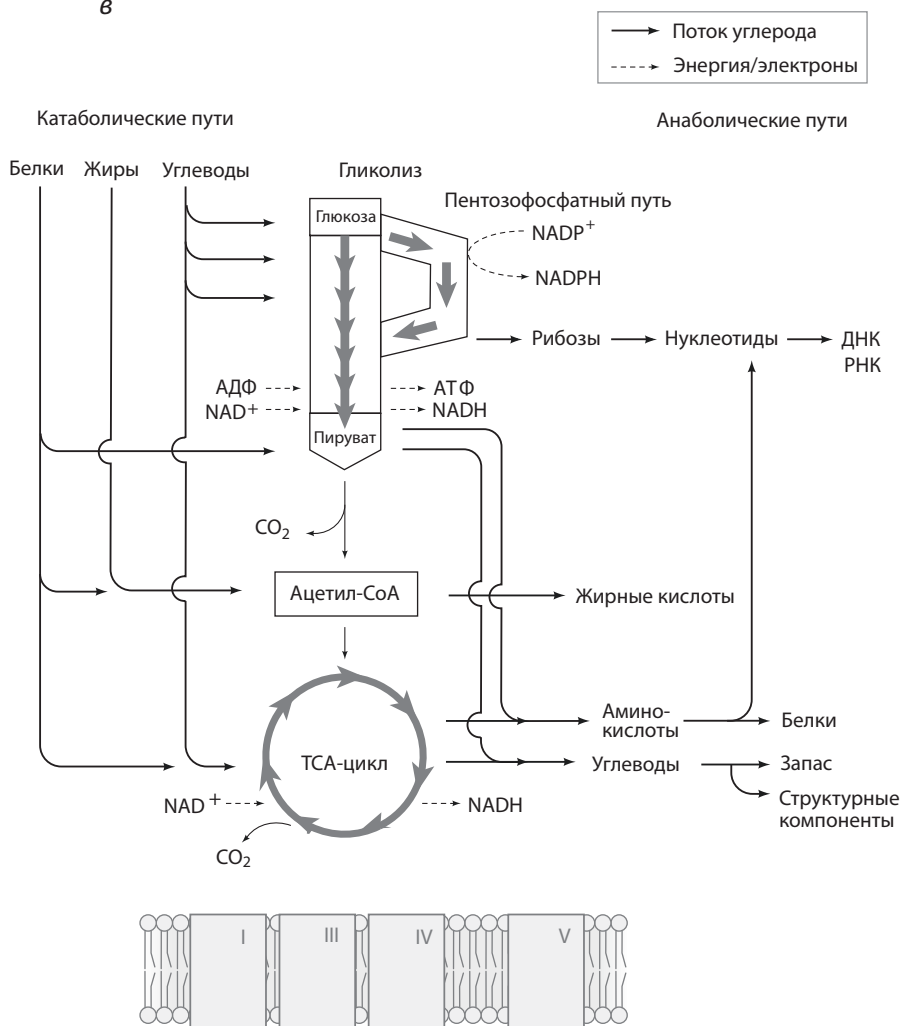 в
Поток углерода
Энергия/электроны
Катаболические пути
Анаболические пути
Белки Жиры Углеводы Гликолиз
Пентозофосфатный путь
Глюкоза
NADP+
NADPH
Рибозы Нуклеотиды ДНК
РНК
АДФ АТФ
NAD+ NADH
Пируват
CO2
Ацетил-СоА Жирные кислоты
Амино-
кислоты
Белки
ТСА-цикл Углеводы Запас
NAD+ NADH
Структурные
компоненты
CO2
I III IV V